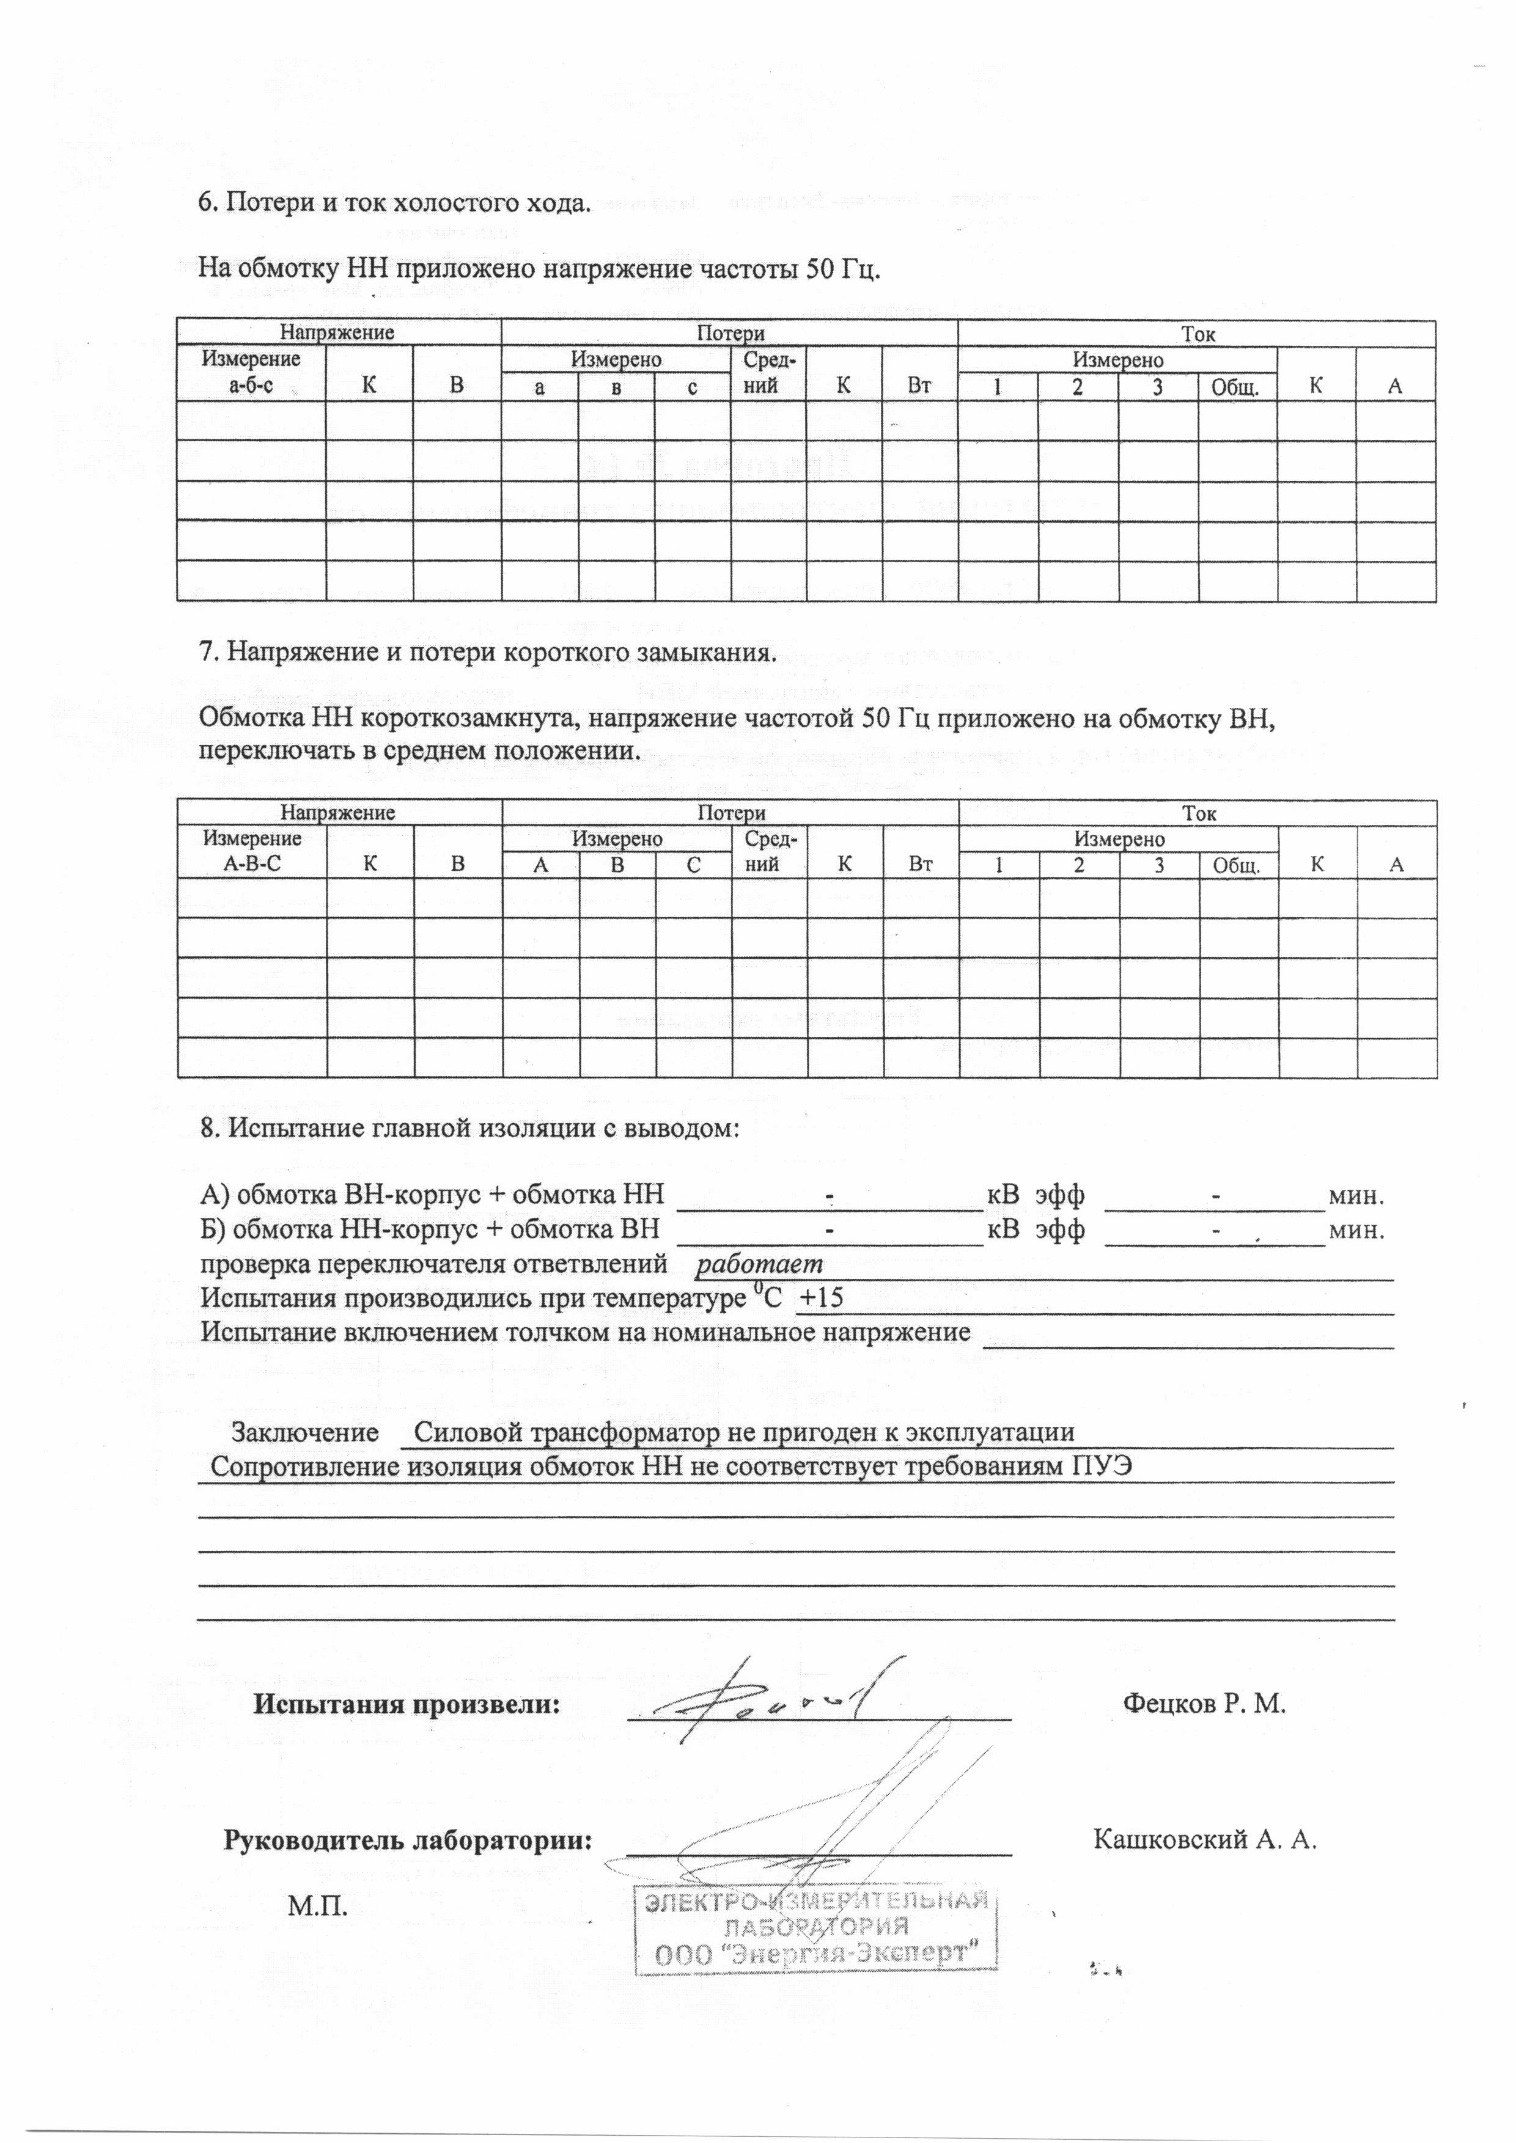 6. Потери и ток холостого хода.
На обмотку НН приложено напряжение частоты 50 Гц.
Напряжение Потери Ток
Измерение а-б-с К В Измерено Сред-ний К Вт Измерено К А
а в с 1 2 3 Общ.
7. Напряжение и потери короткого замыкания.
Обмотка НН короткозамкнута, напряжение частотой 50 Гц приложено на обмотку ВН,
переключать в среднем положении.
Напряжение Потери Ток
Измерение А-В-С К В Измерено Сред-ний К Вт Измерено К А
А В С 1 2 3 Общ.
8. Испытание главной изоляции с выводом:
А) обмотка ВН-корпус + обмотка НН - кВ эфф - мин.
Б) обмотка НН-корпус + обмотка ВН - кВ эфф - мин.
проверка переключателя ответвлений работает
Испытания производились при температуре ⁰С +15
Испытание включением толчком на номинальное напряжение
Заключение Силовой трансформатор не пригоден к эксплуатации
Сопротивление изоляция обмоток НН не соответствует требованиям ПУЭ
Испытания произвели: Фецков Р. М.
Руководитель лаборатории: Кашковский А. А.
М.П.
ЭЛЕКТРО-ИЗМЕРИТЕЛЬНАЯ
ЛАБОРАТОРИЯ
ООО "Энергия-Эксперт"